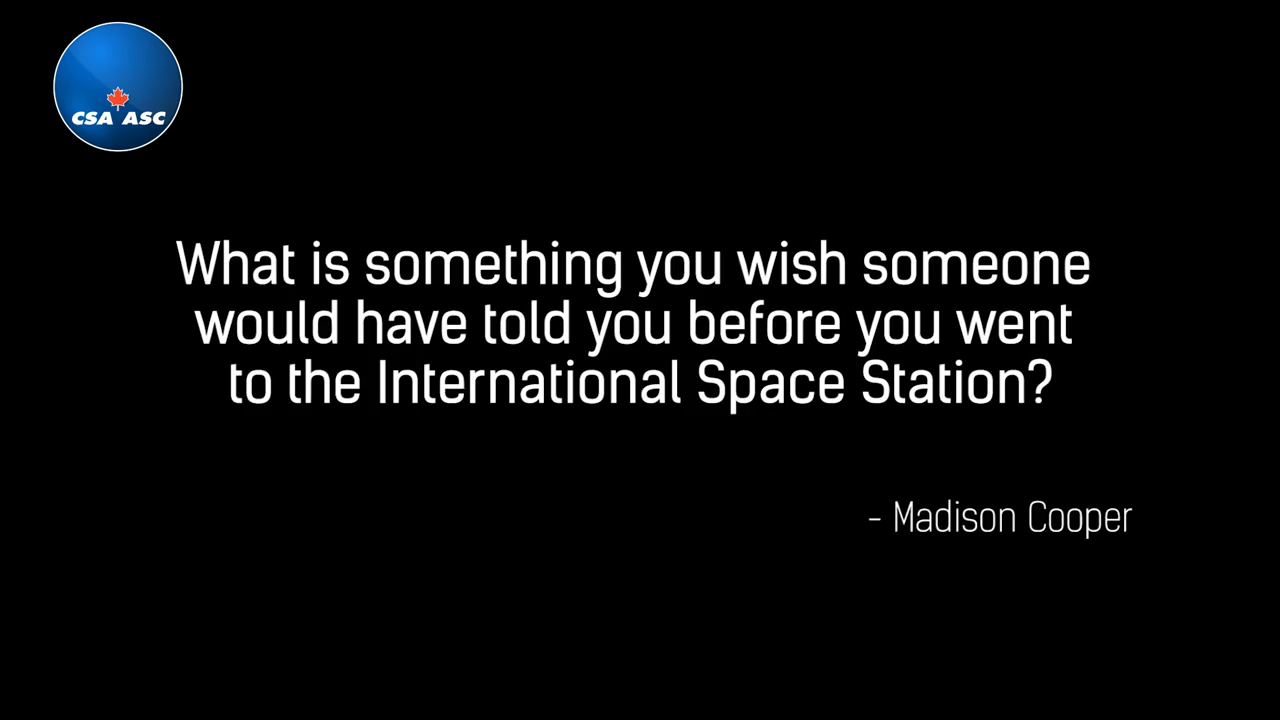 CSA ASC
What is something you wish someone
would have told you before you went
to the International Space Station?
- Madison Cooper